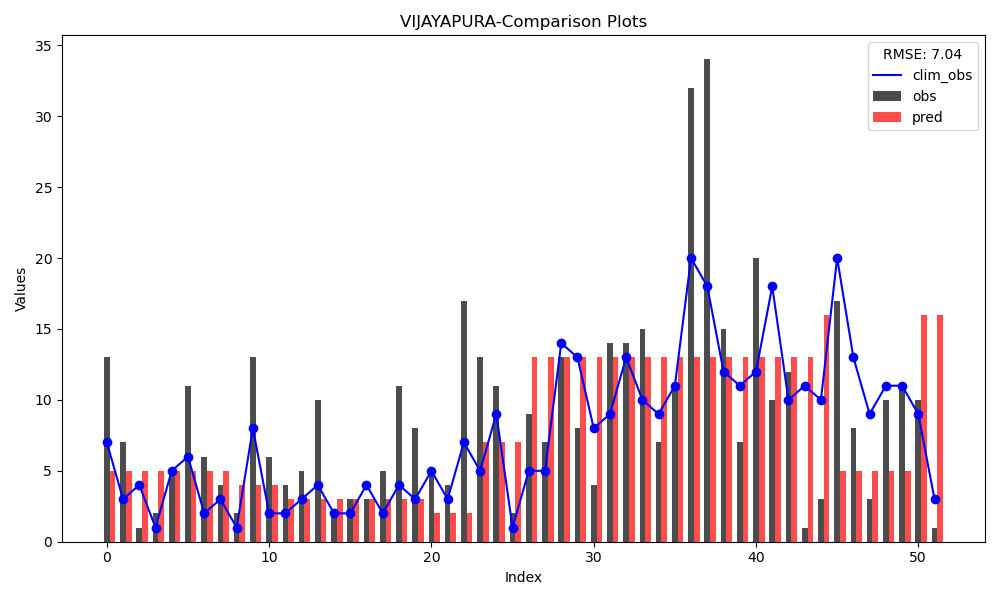 VIJAYAPURA-Comparison Plots
RMSE: 7.04
clim_obs
obs
pred
Values
35
30
25
20
15
10
5
0
0 10 20 30 40 50
Index